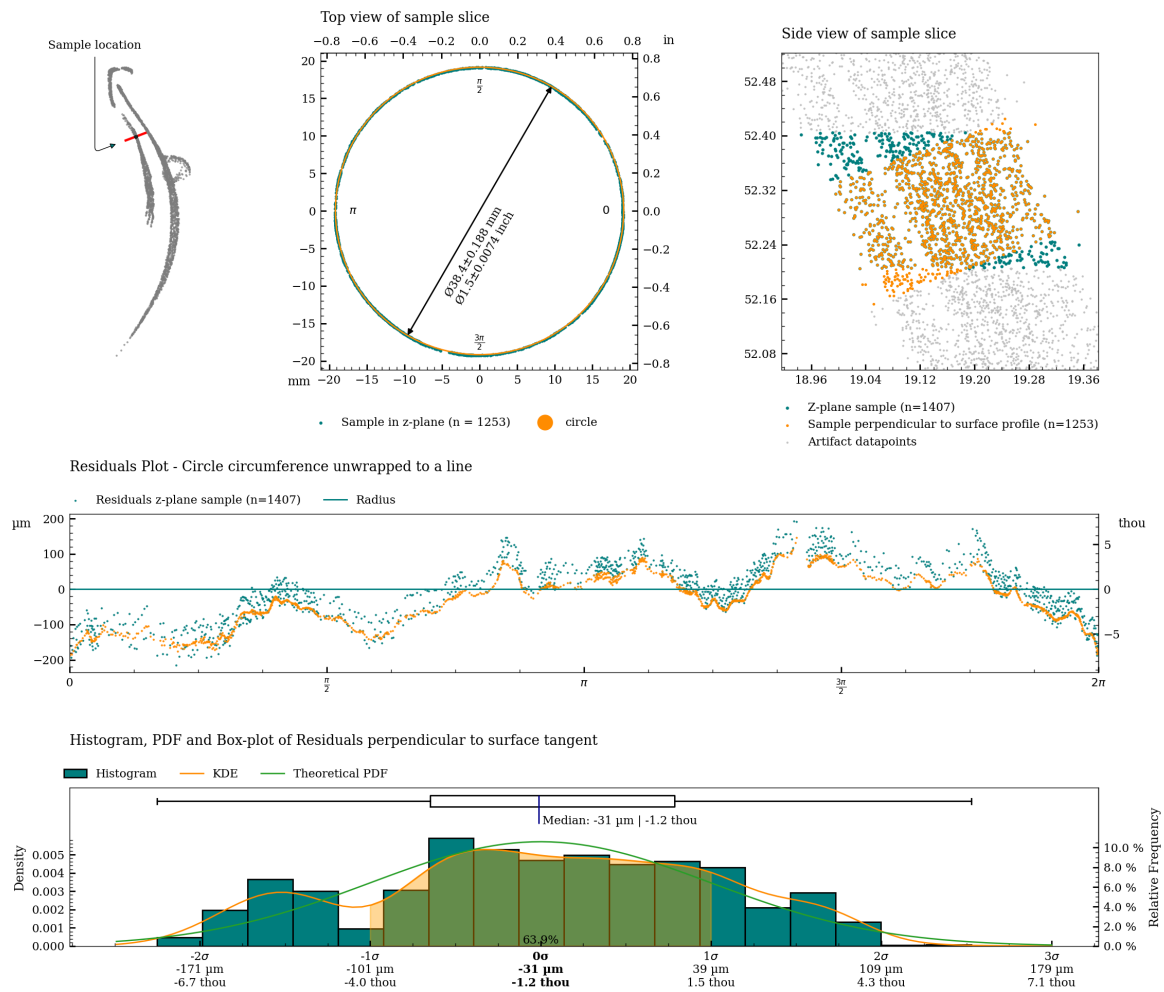 Sample location
Top view of sample slice
−0.8 −0.6 −0.4 −0.2 0.0 0.2 0.4 0.6 0.8 in
20
15
10
5
0
−5
−10
−15
−20
0.8
0.6
0.4
0.2
0.0
−0.2
−0.4
−0.6
−0.8
π/2
π
0
3π/2
Ø38.4±0.188 mm
Ø1.5±0.0074 inch
mm −20 −15 −10 −5 0 5 10 15 20
Sample in z-plane (n = 1253) circle
Side view of sample slice
52.48
52.40
52.32
52.24
52.16
52.08
18.96 19.04 19.12 19.20 19.28 19.36
Z-plane sample (n=1407)
Sample perpendicular to surface profile (n=1253)
Artifact datapoints
Residuals Plot - Circle circumference unwrapped to a line
Residuals z-plane sample (n=1407) Radius
µm
200
100
0
−100
−200
thou
5
0
−5
0 π/2 π 3π/2 2π
Histogram, PDF and Box-plot of Residuals perpendicular to surface tangent
Histogram KDE Theoretical PDF
Median: -31 µm | -1.2 thou
Density
0.005
0.004
0.003
0.002
0.001
0.000
Relative Frequency
10.0 %
8.0 %
6.0 %
4.0 %
2.0 %
0.0 %
63.9%
-2σ -1σ 0σ 1σ 2σ 3σ
-171 µm -101 µm -31 µm 39 µm 109 µm 179 µm
-6.7 thou -4.0 thou -1.2 thou 1.5 thou 4.3 thou 7.1 thou